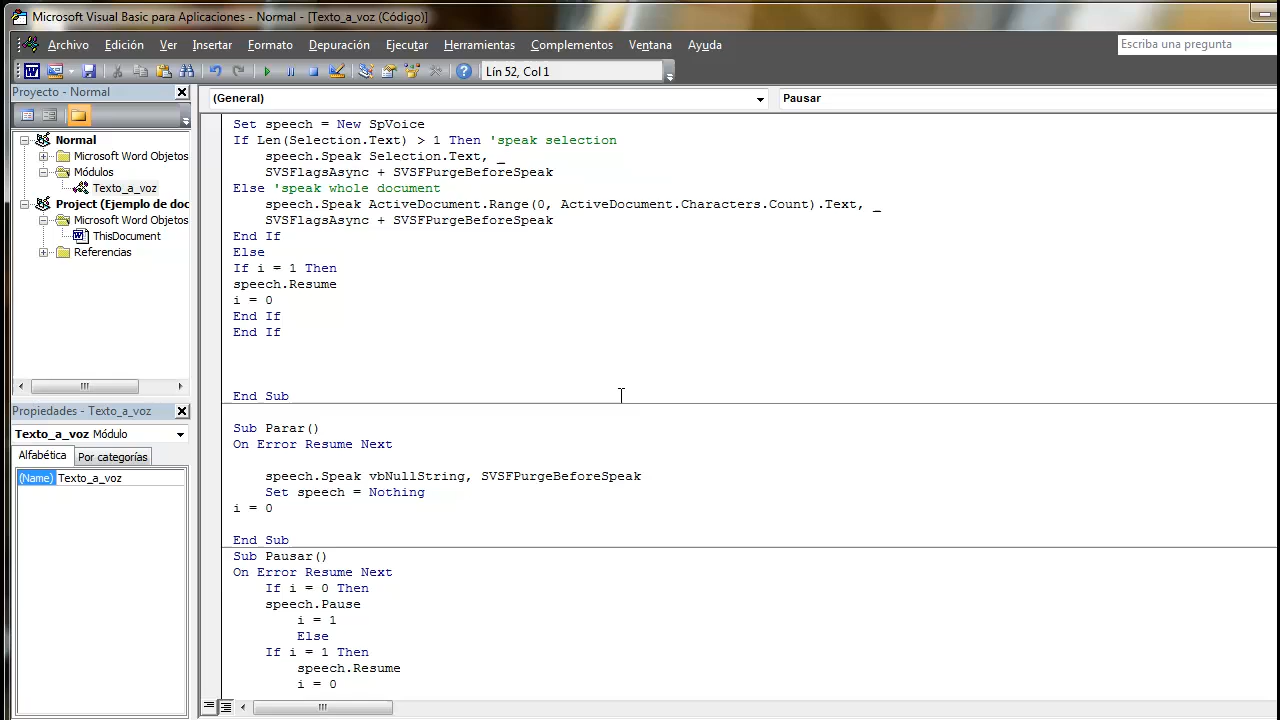 Microsoft Visual Basic para Aplicaciones - Normal - [Texto_a_voz (Código)]
Archivo Edición Ver Insertar Formato Depuración Ejecutar Herramientas Complementos Ventana Ayuda
Escriba una pregunta
Lín 52, Col 1
Proyecto - Normal
Normal
Microsoft Word Objetos
Módulos
Texto_a_voz
Project (Ejemplo de doc
Microsoft Word Objetos
ThisDocument
Referencias
Propiedades - Texto_a_voz
Texto_a_voz Módulo
Alfabética Por categorías
(Name) Texto_a_voz
(General) Pausar
Set speech = New SpVoice
If Len(Selection.Text) > 1 Then 'speak selection
speech.Speak Selection.Text, _
SVSFlagsAsync + SVSFPurgeBeforeSpeak
Else 'speak whole document
speech.Speak ActiveDocument.Range(0, ActiveDocument.Characters.Count).Text, _
SVSFlagsAsync + SVSFPurgeBeforeSpeak
End If
Else
If i = 1 Then
speech.Resume
i = 0
End If
End If
End Sub
Sub Parar()
On Error Resume Next
speech.Speak vbNullString, SVSFPurgeBeforeSpeak
Set speech = Nothing
i = 0
End Sub
Sub Pausar()
On Error Resume Next
If i = 0 Then
speech.Pause
i = 1
Else
If i = 1 Then
speech.Resume
i = 0